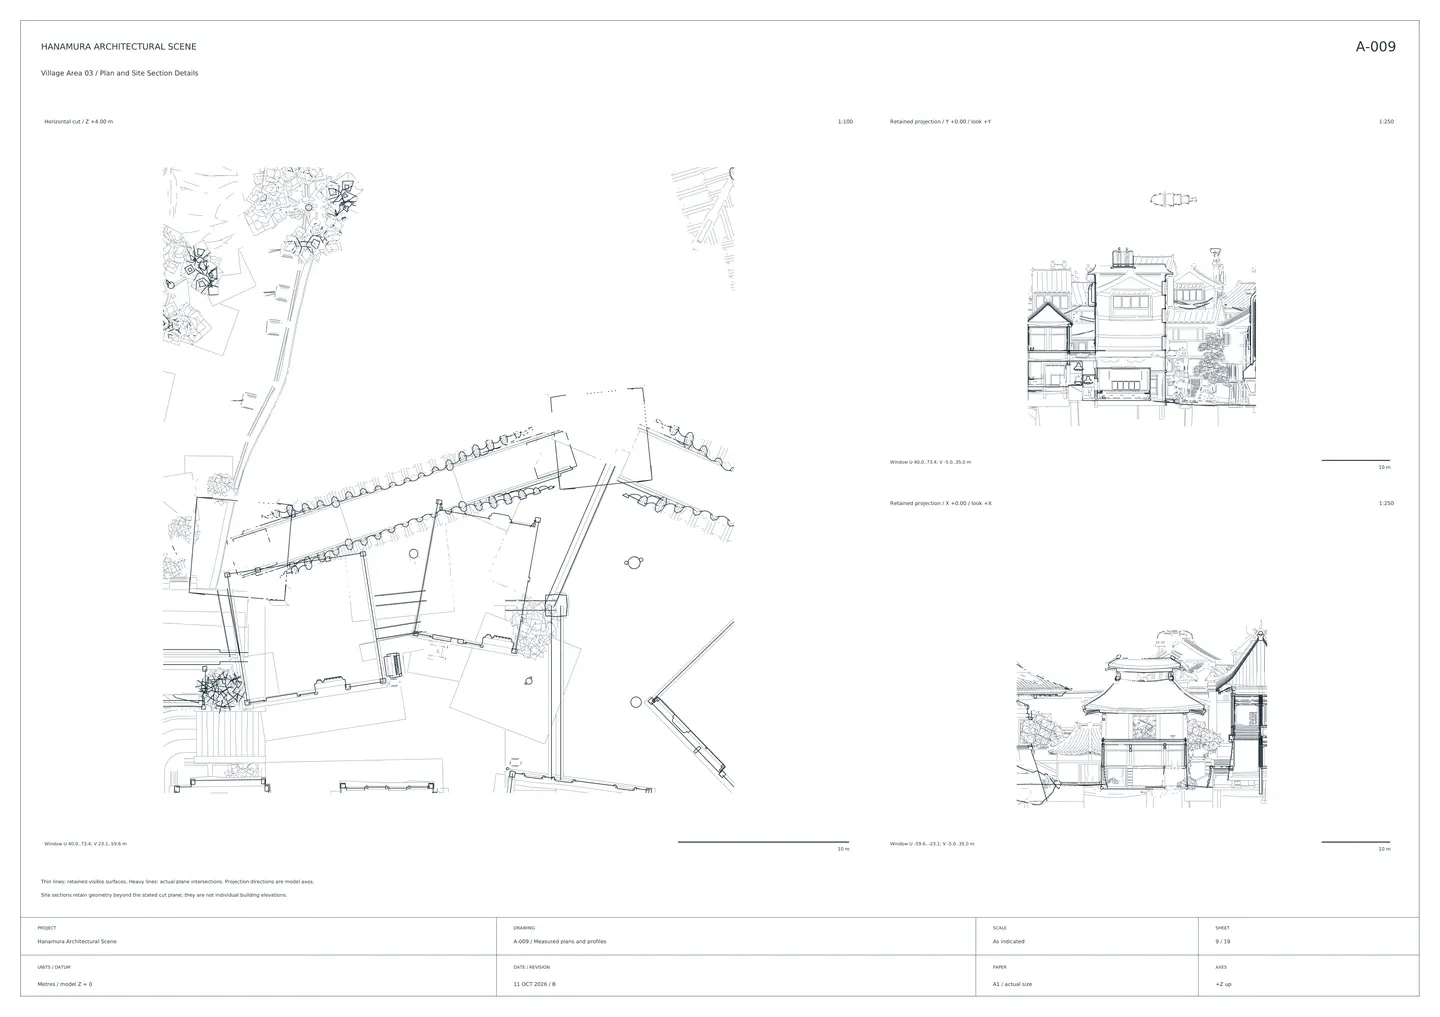 HANAMURA ARCHITECTURAL SCENE
A-009
Village Area 03 / Plan and Site Section Details
Horizontal cut / Z +4.00 m
1:100
Retained projection / Y +0.00 / look +Y
1:250
Window U 40.0..73.4; V -5.0..35.0 m
10 m
Retained projection / X +0.00 / look +X
1:250
Window U 40.0..73.4; V 23.1..59.6 m
10 m
Window U -59.6..-23.1; V -5.0..35.0 m
10 m
Thin lines: retained visible surfaces. Heavy lines: actual plane intersections. Projection directions are model axes.
Site sections retain geometry beyond the stated cut plane; they are not individual building elevations.
PROJECT
Hanamura Architectural Scene
DRAWING
A-009 / Measured plans and profiles
SCALE
As indicated
SHEET
9 / 19
UNITS / DATUM
Metres / model Z = 0
DATE / REVISION
11 OCT 2026 / B
PAPER
A1 / actual size
AXES
+Z up